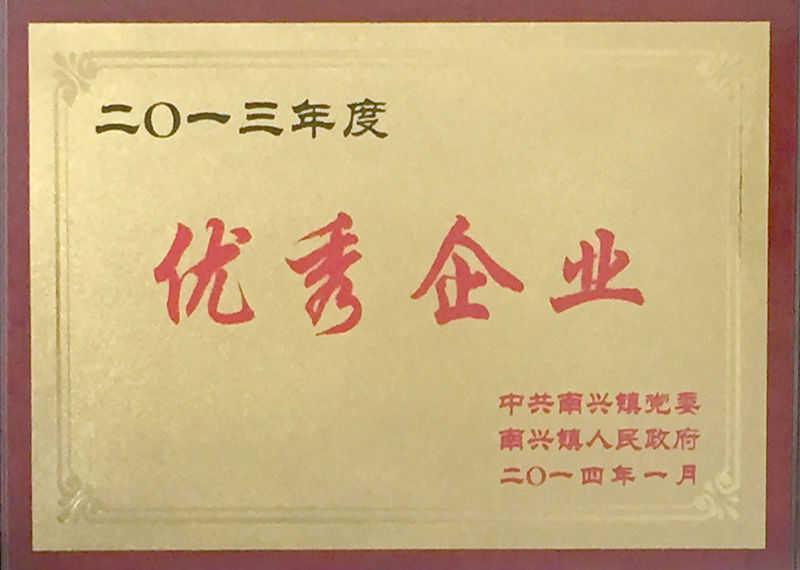 二〇一三年度
优秀企业
中共南兴镇党委
南兴镇人民政府
二〇一四年一月